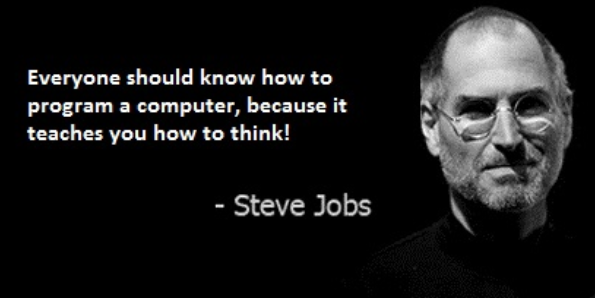 Everyone should know how to
program a computer, because it
teaches you how to think!
- Steve Jobs